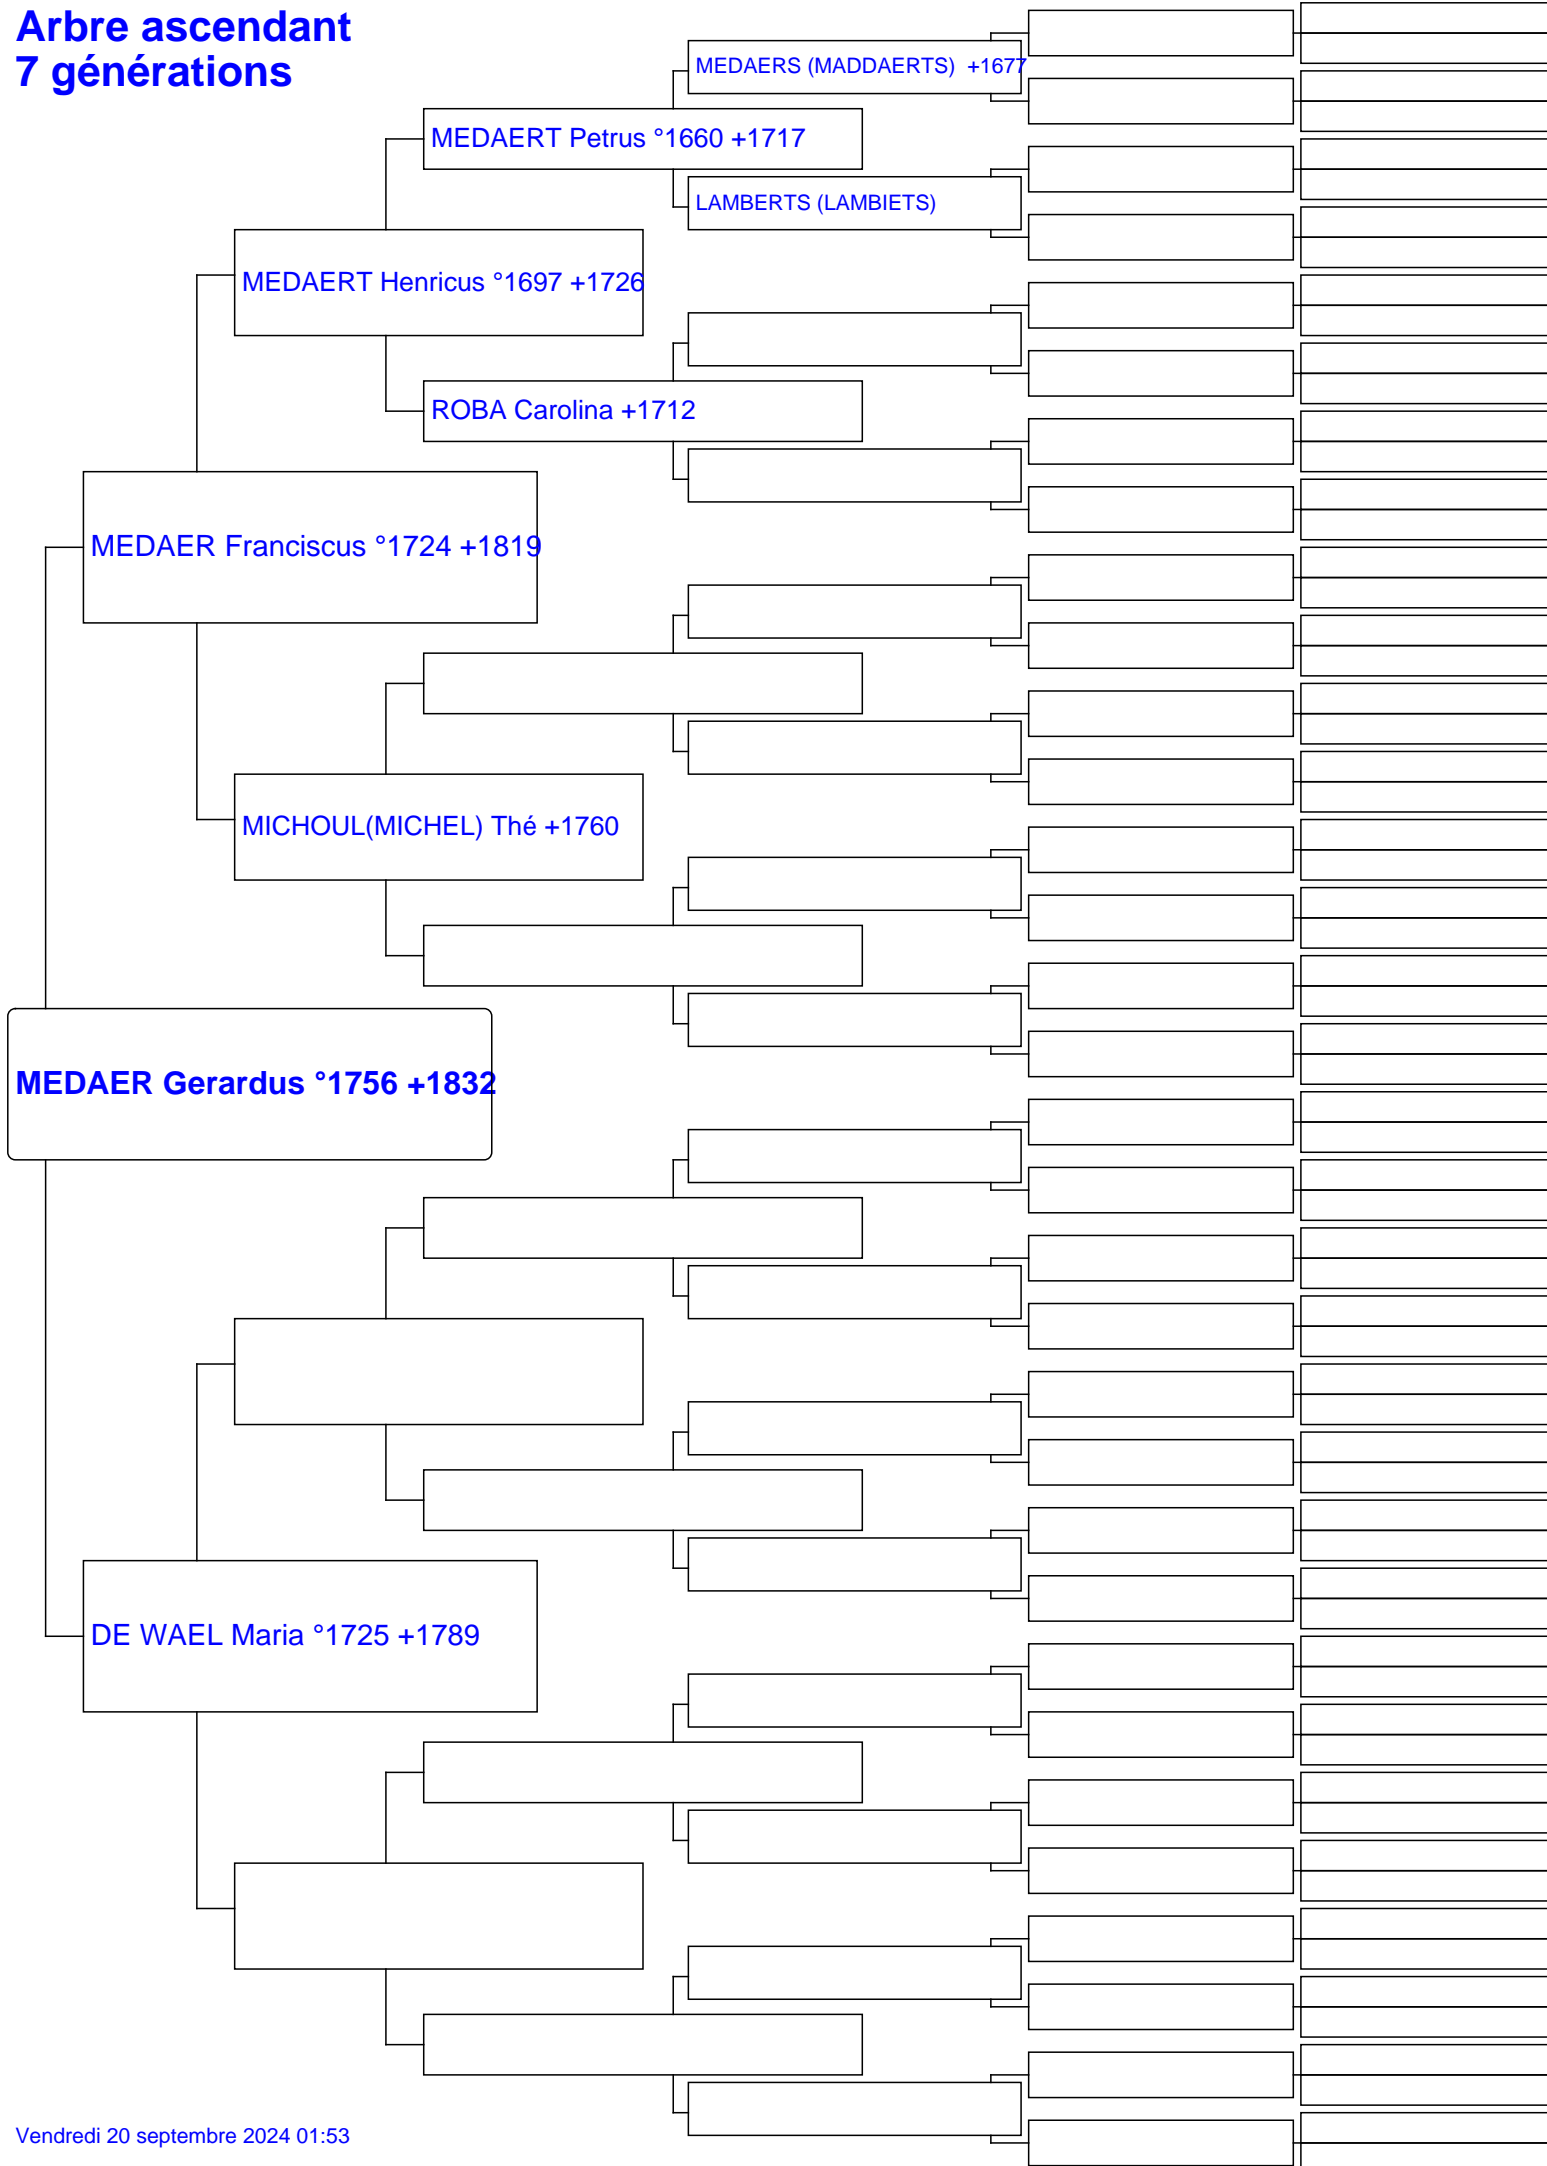 Arbre ascendant
7 générations
MEDAERS (MADDAERTS)  +1677
MEDAERT Petrus °1660 +1717
LAMBERTS (LAMBIETS)
MEDAERT Henricus °1697 +1726
ROBA Carolina +1712
MEDAER Franciscus °1724 +1819
MICHOUL(MICHEL) Thé +1760
MEDAER Gerardus °1756 +1832
DE WAEL Maria °1725 +1789
Vendredi 20 septembre 2024 01:53